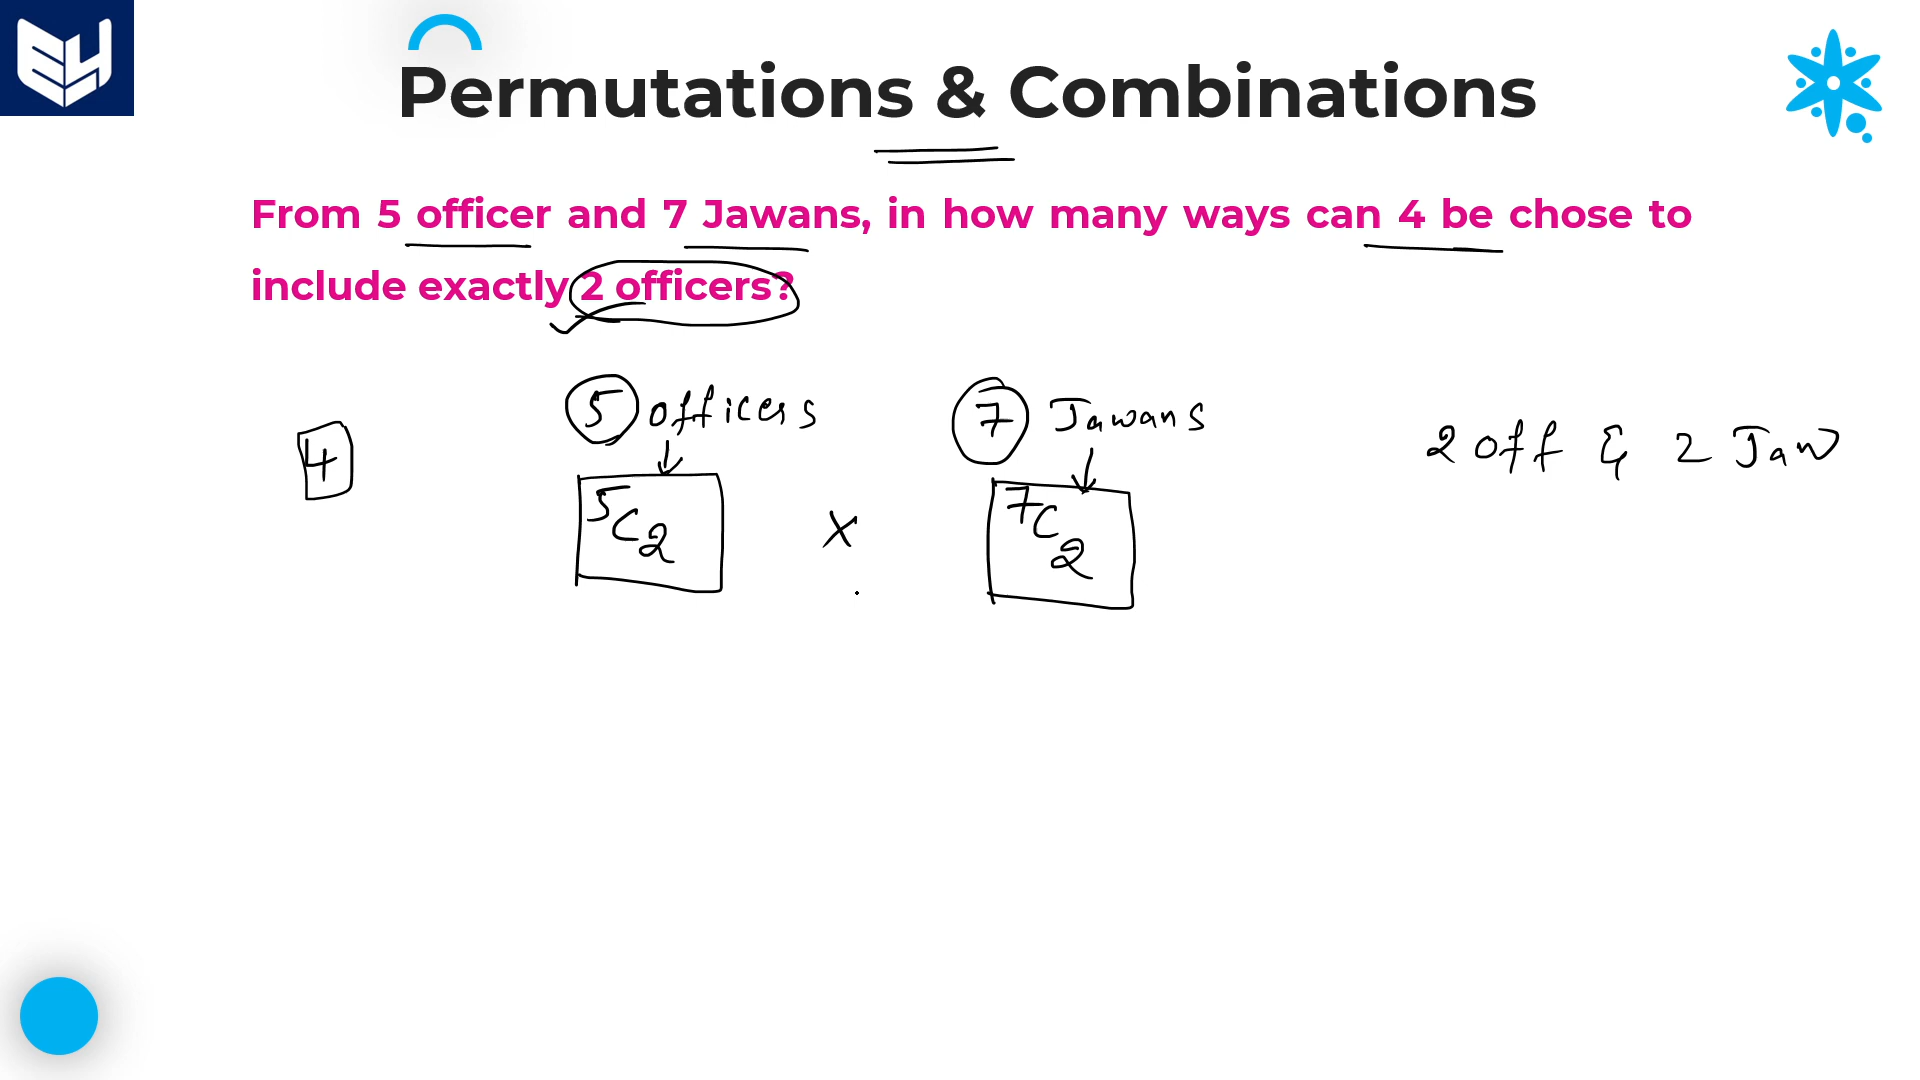 Permutations & Combinations
From 5 officer and 7 Jawans, in how many ways can 4 be chose to
include exactly 2 officers?
5 officers 7 Jawans
4 2 off & 2 Jaw
⁵C₂ x ⁷C₂